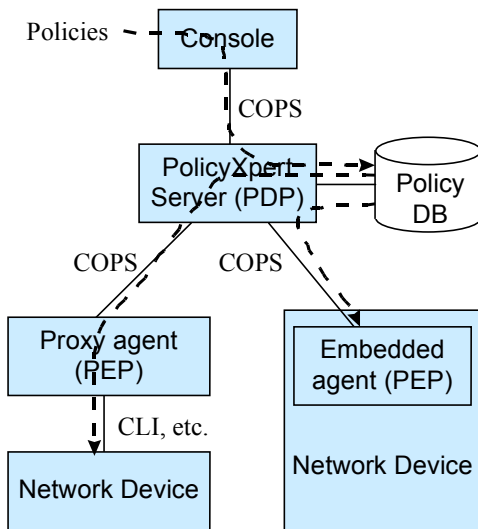 Policies
Console
COPS
PolicyXpert
Server (PDP)
Policy
DB
COPS
COPS
Proxy agent
(PEP)
Embedded
agent (PEP)
CLI, etc.
Network Device
Network Device